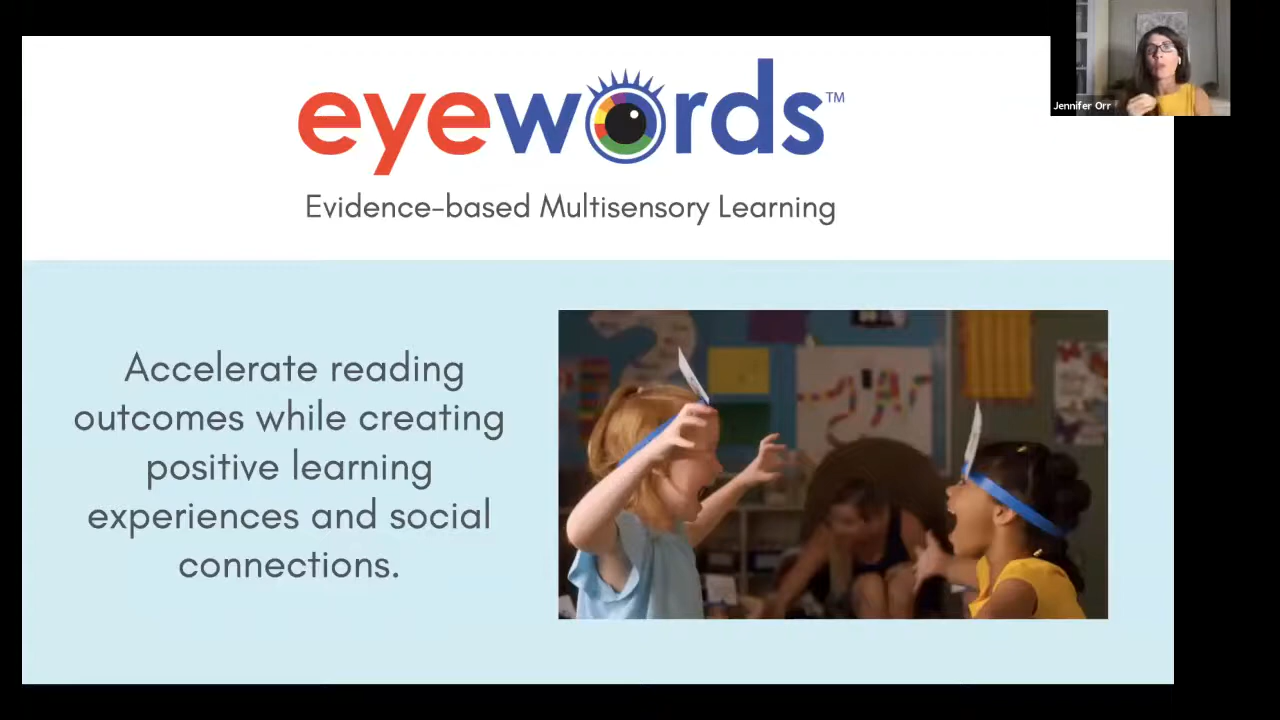 eyewords™
Evidence-based Multisensory Learning
Jennifer Orr
Accelerate reading
outcomes while creating
positive learning
experiences and social
connections.